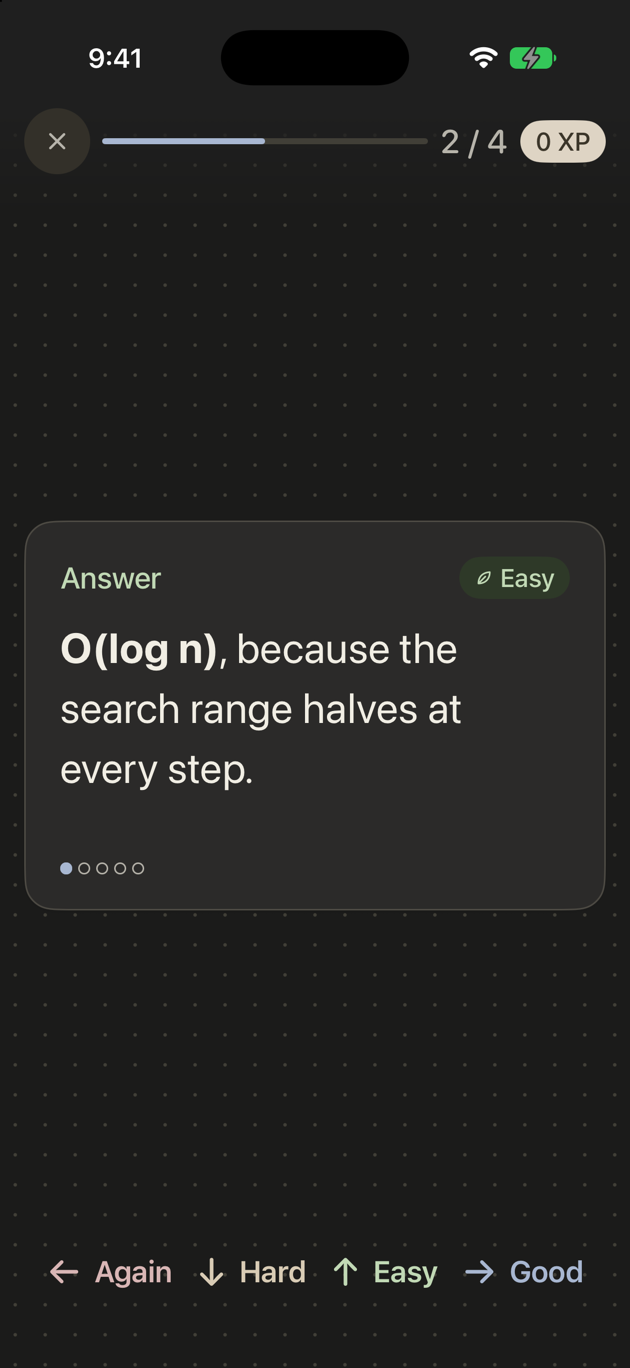 9:41
2 / 4 0 XP
Answer Easy
O(log n), because the
search range halves at
every step.
← Again ↓ Hard ↑ Easy → Good